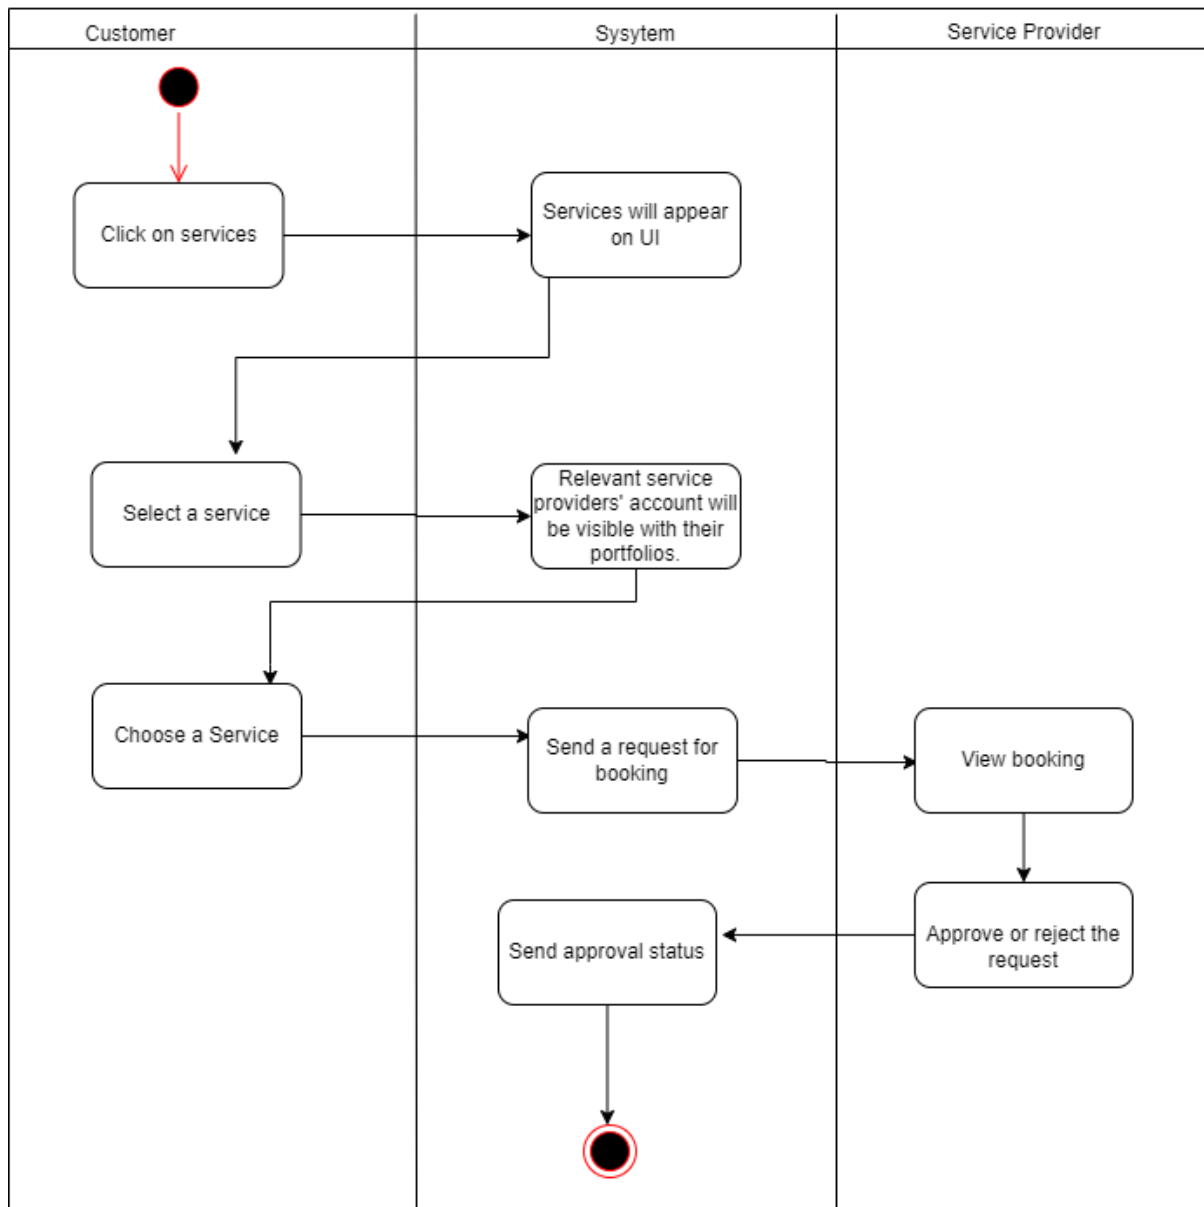 Customer
Sysytem
Service Provider
Click on services
Services will appear
on UI
Select a service
Relevant service
providers' account will
be visible with their
portfolios.
Choose a Service
Send a request for
booking
View booking
Send approval status
Approve or reject the
request